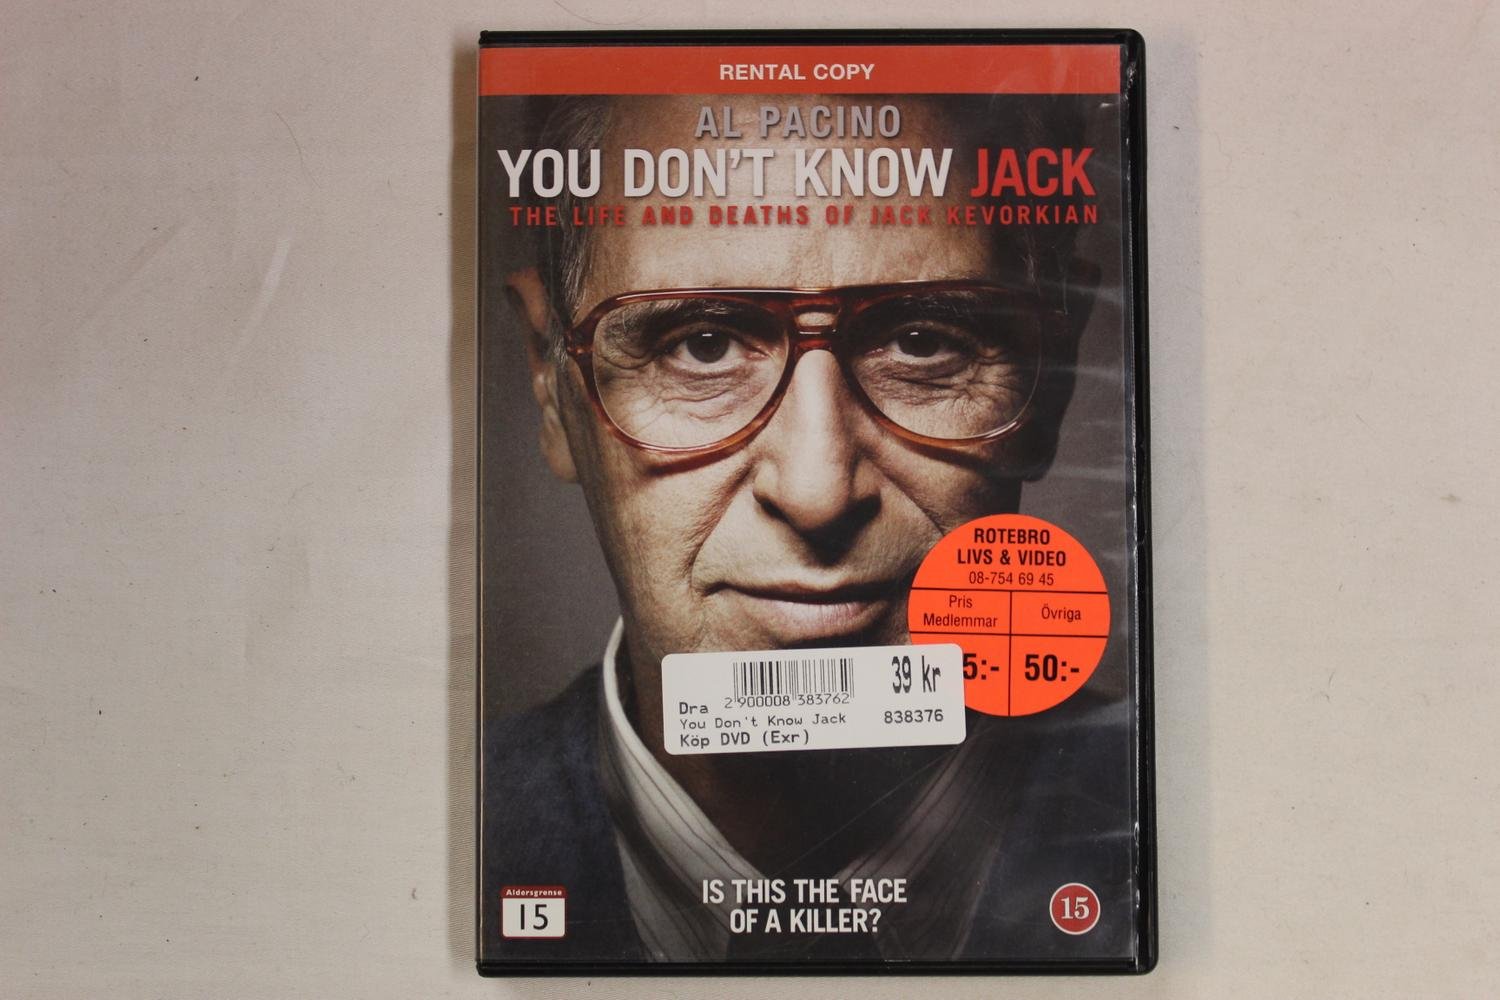 RENTAL COPY
AL PACINO
YOU DON'T KNOW JACK
THE LIFE AND DEATHS OF JACK KEVORKIAN
ROTEBRO
LIVS & VIDEO
08-754 69 45
Pris
Medlemmar
Övriga
5:-
50:-
39 kr
2 900008 383762
Dra
You Don't Know Jack
838376
Köp DVD (Exr)
IS THIS THE FACE
OF A KILLER?
Aldersgrense
15
15